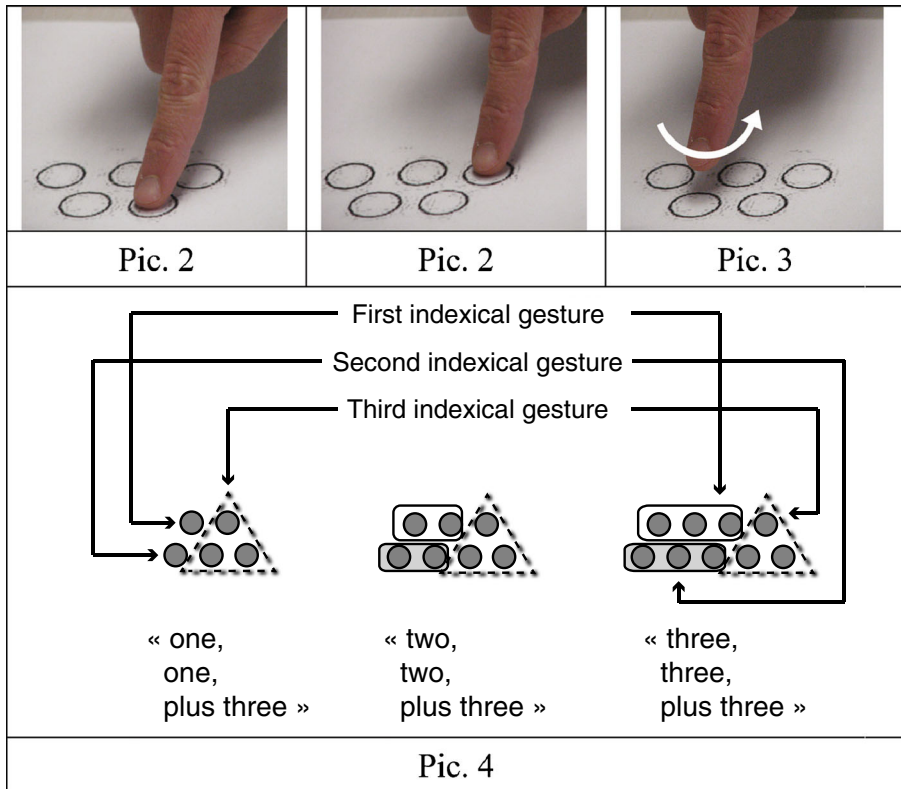 Pic. 2
Pic. 2
Pic. 3
First indexical gesture
Second indexical gesture
Third indexical gesture
« one,
one,
plus three »
« two,
two,
plus three »
« three,
three,
plus three »
Pic. 4